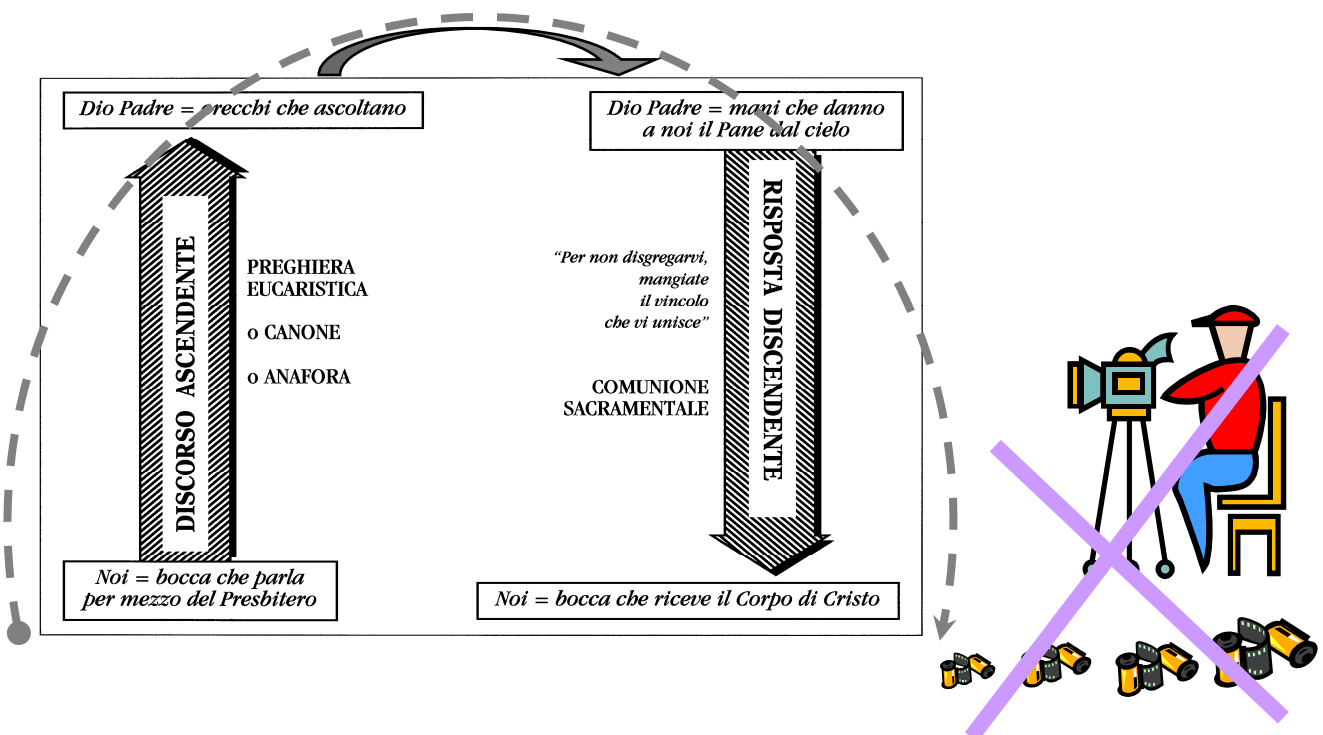 Dio Padre = orecchi che ascoltano
Dio Padre = mani che danno
a noi il Pane dal cielo
DISCORSO ASCENDENTE
PREGHIERA
EUCARISTICA
o CANONE
o ANAFORA
“Per non disgregarvi,
mangiate
il vincolo
che vi unisce”
COMUNIONE
SACRAMENTALE
RISPOSTA DISCENDENTE
Noi = bocca che parla
per mezzo del Presbitero
Noi = bocca che riceve il Corpo di Cristo